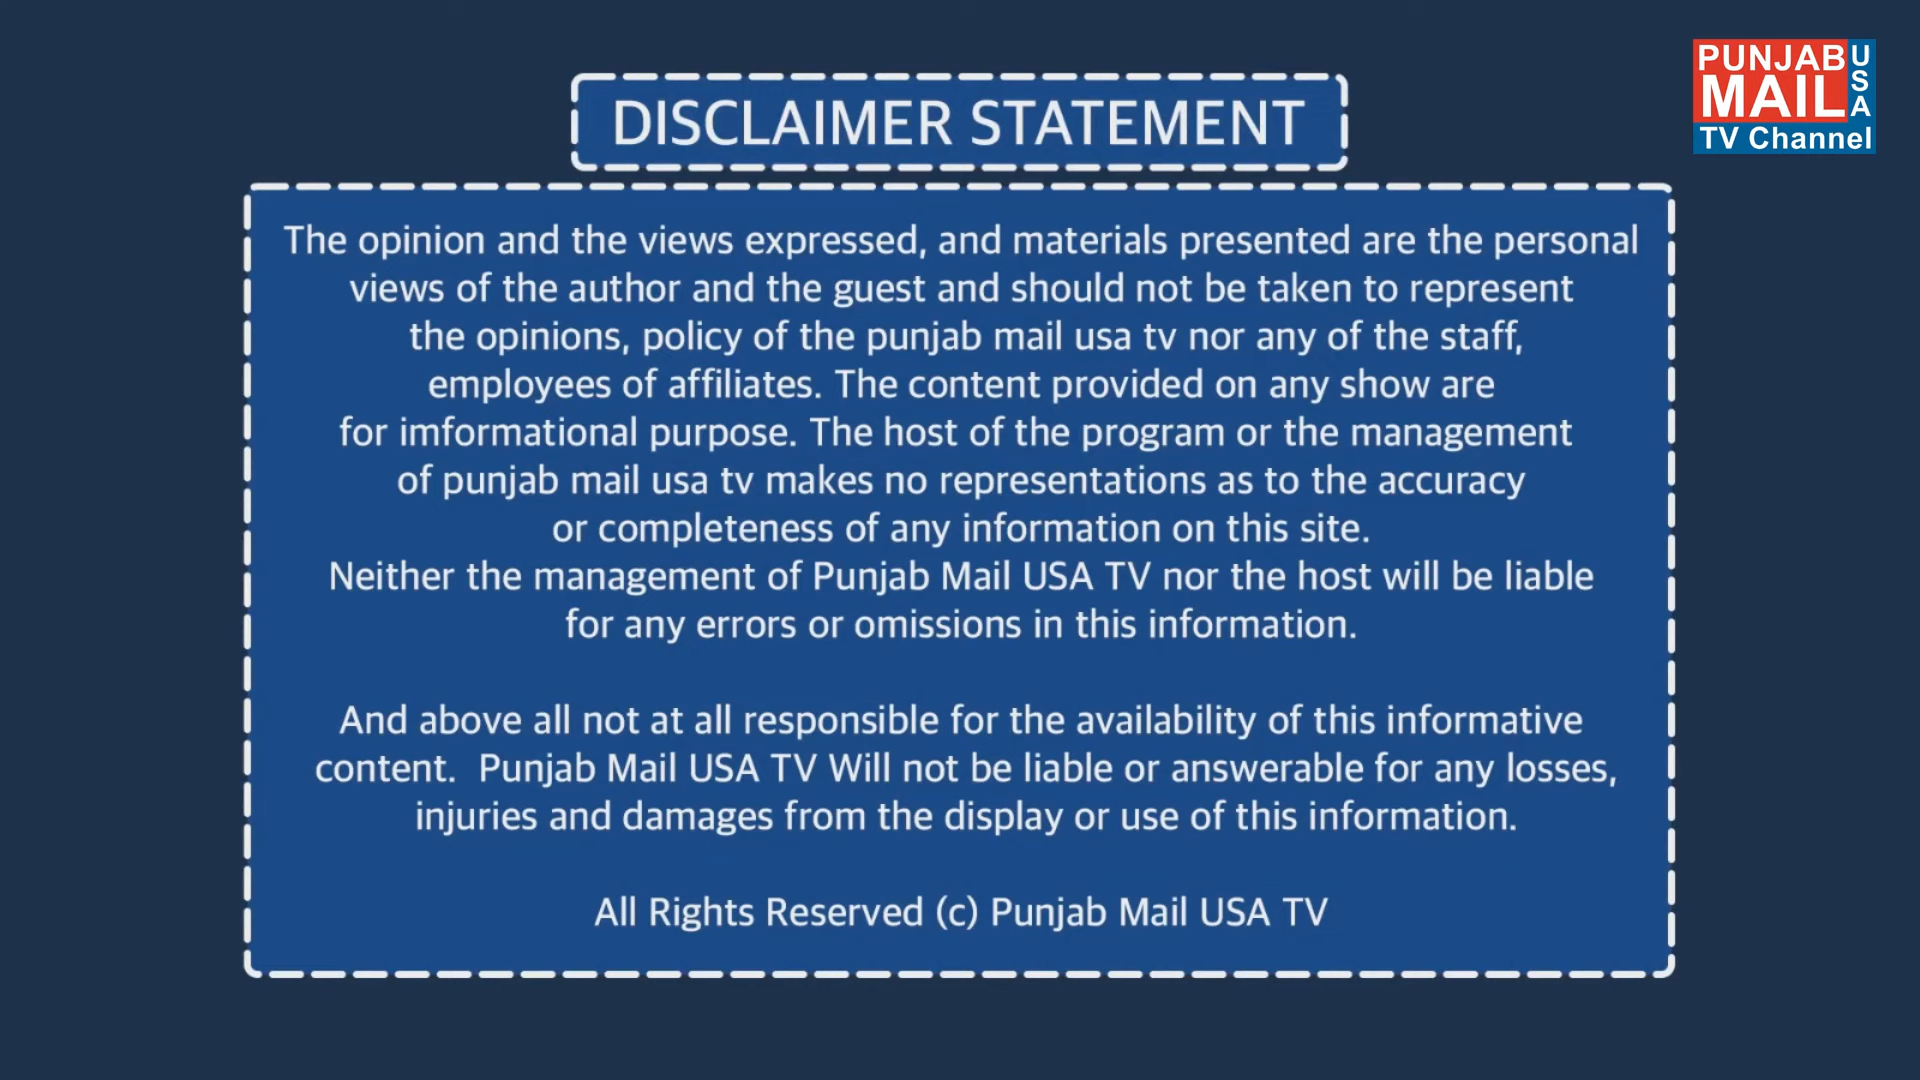 PUNJAB USA
MAIL
TV Channel
DISCLAIMER STATEMENT
The opinion and the views expressed, and materials presented are the personal
views of the author and the guest and should not be taken to represent
the opinions, policy of the punjab mail usa tv nor any of the staff,
employees of affiliates. The content provided on any show are
for imformational purpose. The host of the program or the management
of punjab mail usa tv makes no representations as to the accuracy
or completeness of any information on this site.
Neither the management of Punjab Mail USA TV nor the host will be liable
for any errors or omissions in this information.
And above all not at all responsible for the availability of this informative
content.  Punjab Mail USA TV Will not be liable or answerable for any losses,
injuries and damages from the display or use of this information.
All Rights Reserved (c) Punjab Mail USA TV